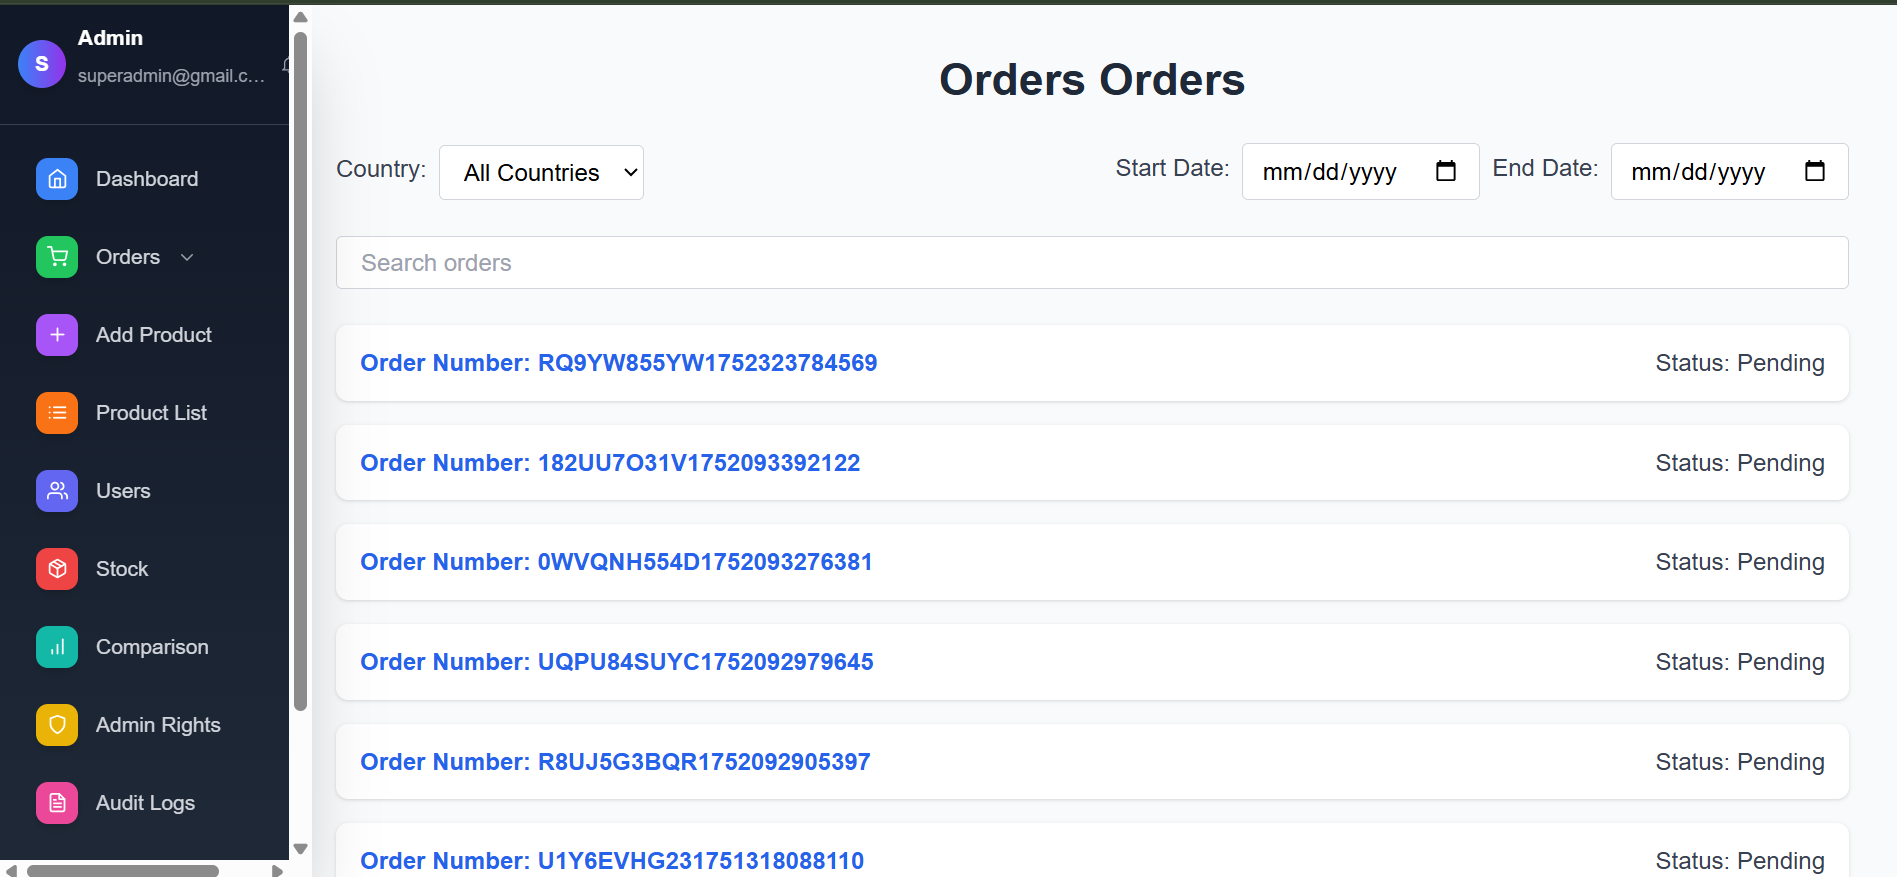 S
Admin
superadmin@gmail.c...
Dashboard
Orders
Add Product
Product List
Users
Stock
Comparison
Admin Rights
Audit Logs
Orders Orders
Country: All Countries
Start Date: mm/dd/yyyy End Date: mm/dd/yyyy
Search orders
Order Number: RQ9YW855YW1752323784569 Status: Pending
Order Number: 182UU7O31V1752093392122 Status: Pending
Order Number: 0WVQNH554D1752093276381 Status: Pending
Order Number: UQPU84SUYC1752092979645 Status: Pending
Order Number: R8UJ5G3BQR1752092905397 Status: Pending
Order Number: U1Y6EVHG231751318088110 Status: Pending